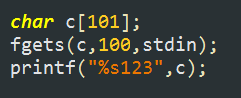 char c[101];
fgets(c,100,stdin);
printf("%s123",c);